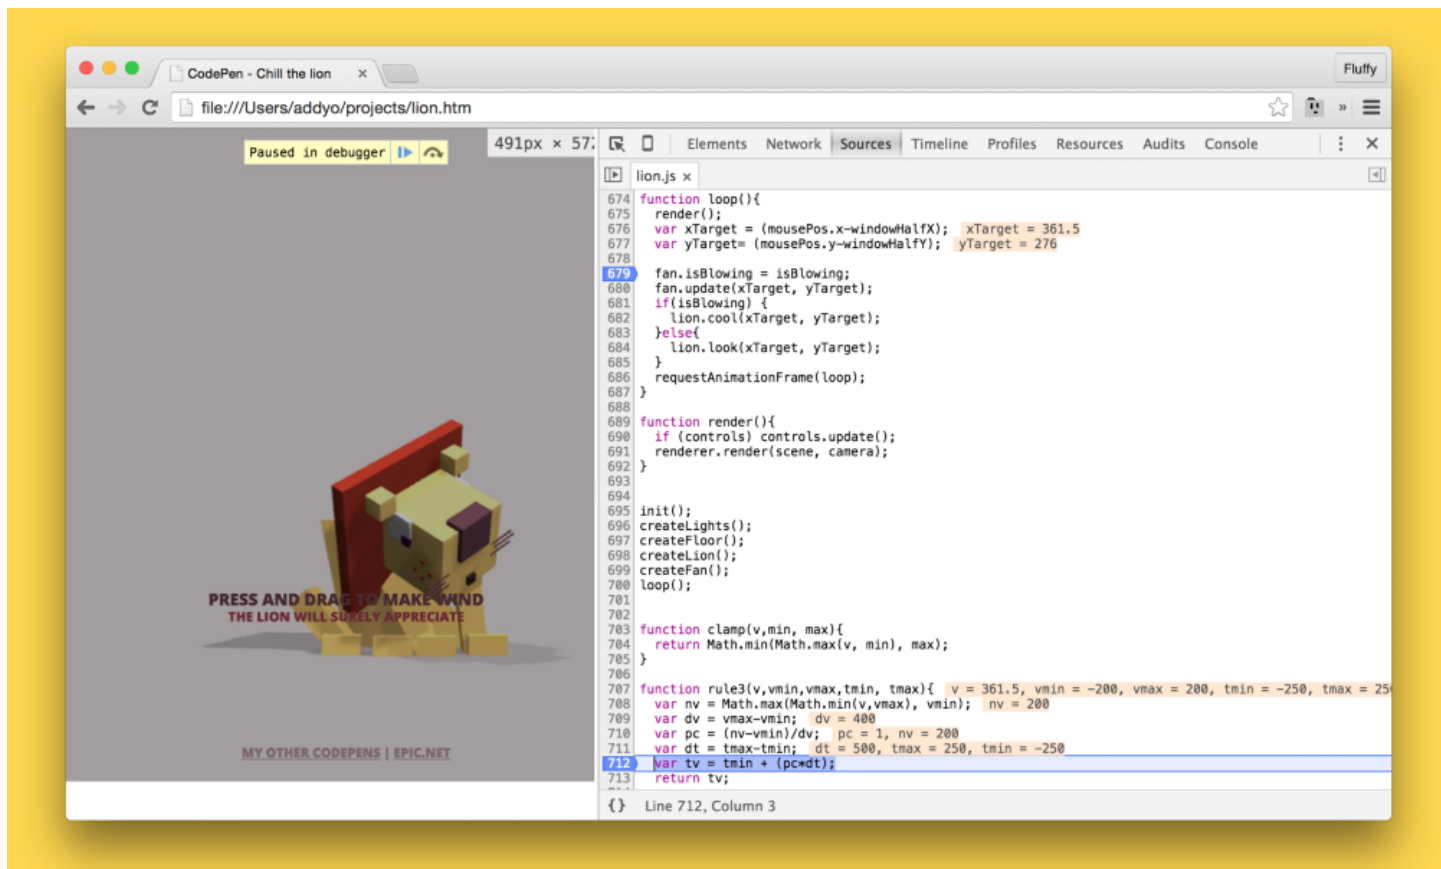 CodePen - Chill the lion ×
Fluffy
file:///Users/addyo/projects/lion.htm
»
Paused in debugger
491px × 57
Elements Network Sources Timeline Profiles Resources Audits Console
lion.js ×
674 function loop(){
675 render();
676 var xTarget = (mousePos.x-windowHalfX); xTarget = 361.5
677 var yTarget= (mousePos.y-windowHalfY); yTarget = 276
678
679 fan.isBlowing = isBlowing;
680 fan.update(xTarget, yTarget);
681 if(isBlowing) {
682 lion.cool(xTarget, yTarget);
683 }else{
684 lion.look(xTarget, yTarget);
685 }
686 requestAnimationFrame(loop);
687 }
688
689 function render(){
690 if (controls) controls.update();
691 renderer.render(scene, camera);
692 }
693
694
695 init();
696 createLights();
697 createFloor();
698 createLion();
699 createFan();
700 loop();
701
702
703 function clamp(v,min, max){
704 return Math.min(Math.max(v, min), max);
705 }
706
707 function rule3(v,vmin,vmax,tmin, tmax){ v = 361.5, vmin = -200, vmax = 200, tmin = -250, tmax = 25
708 var nv = Math.max(Math.min(v,vmax), vmin); nv = 200
709 var dv = vmax-vmin; dv = 400
710 var pc = (nv-vmin)/dv; pc = 1, nv = 200
711 var dt = tmax-tmin; dt = 500, tmax = 250, tmin = -250
712 var tv = tmin + (pc*dt);
713 return tv;
{} Line 712, Column 3
PRESS AND DRAG TO MAKE WIND
THE LION WILL SURELY APPRECIATE
MY OTHER CODEPENS | EPIC.NET